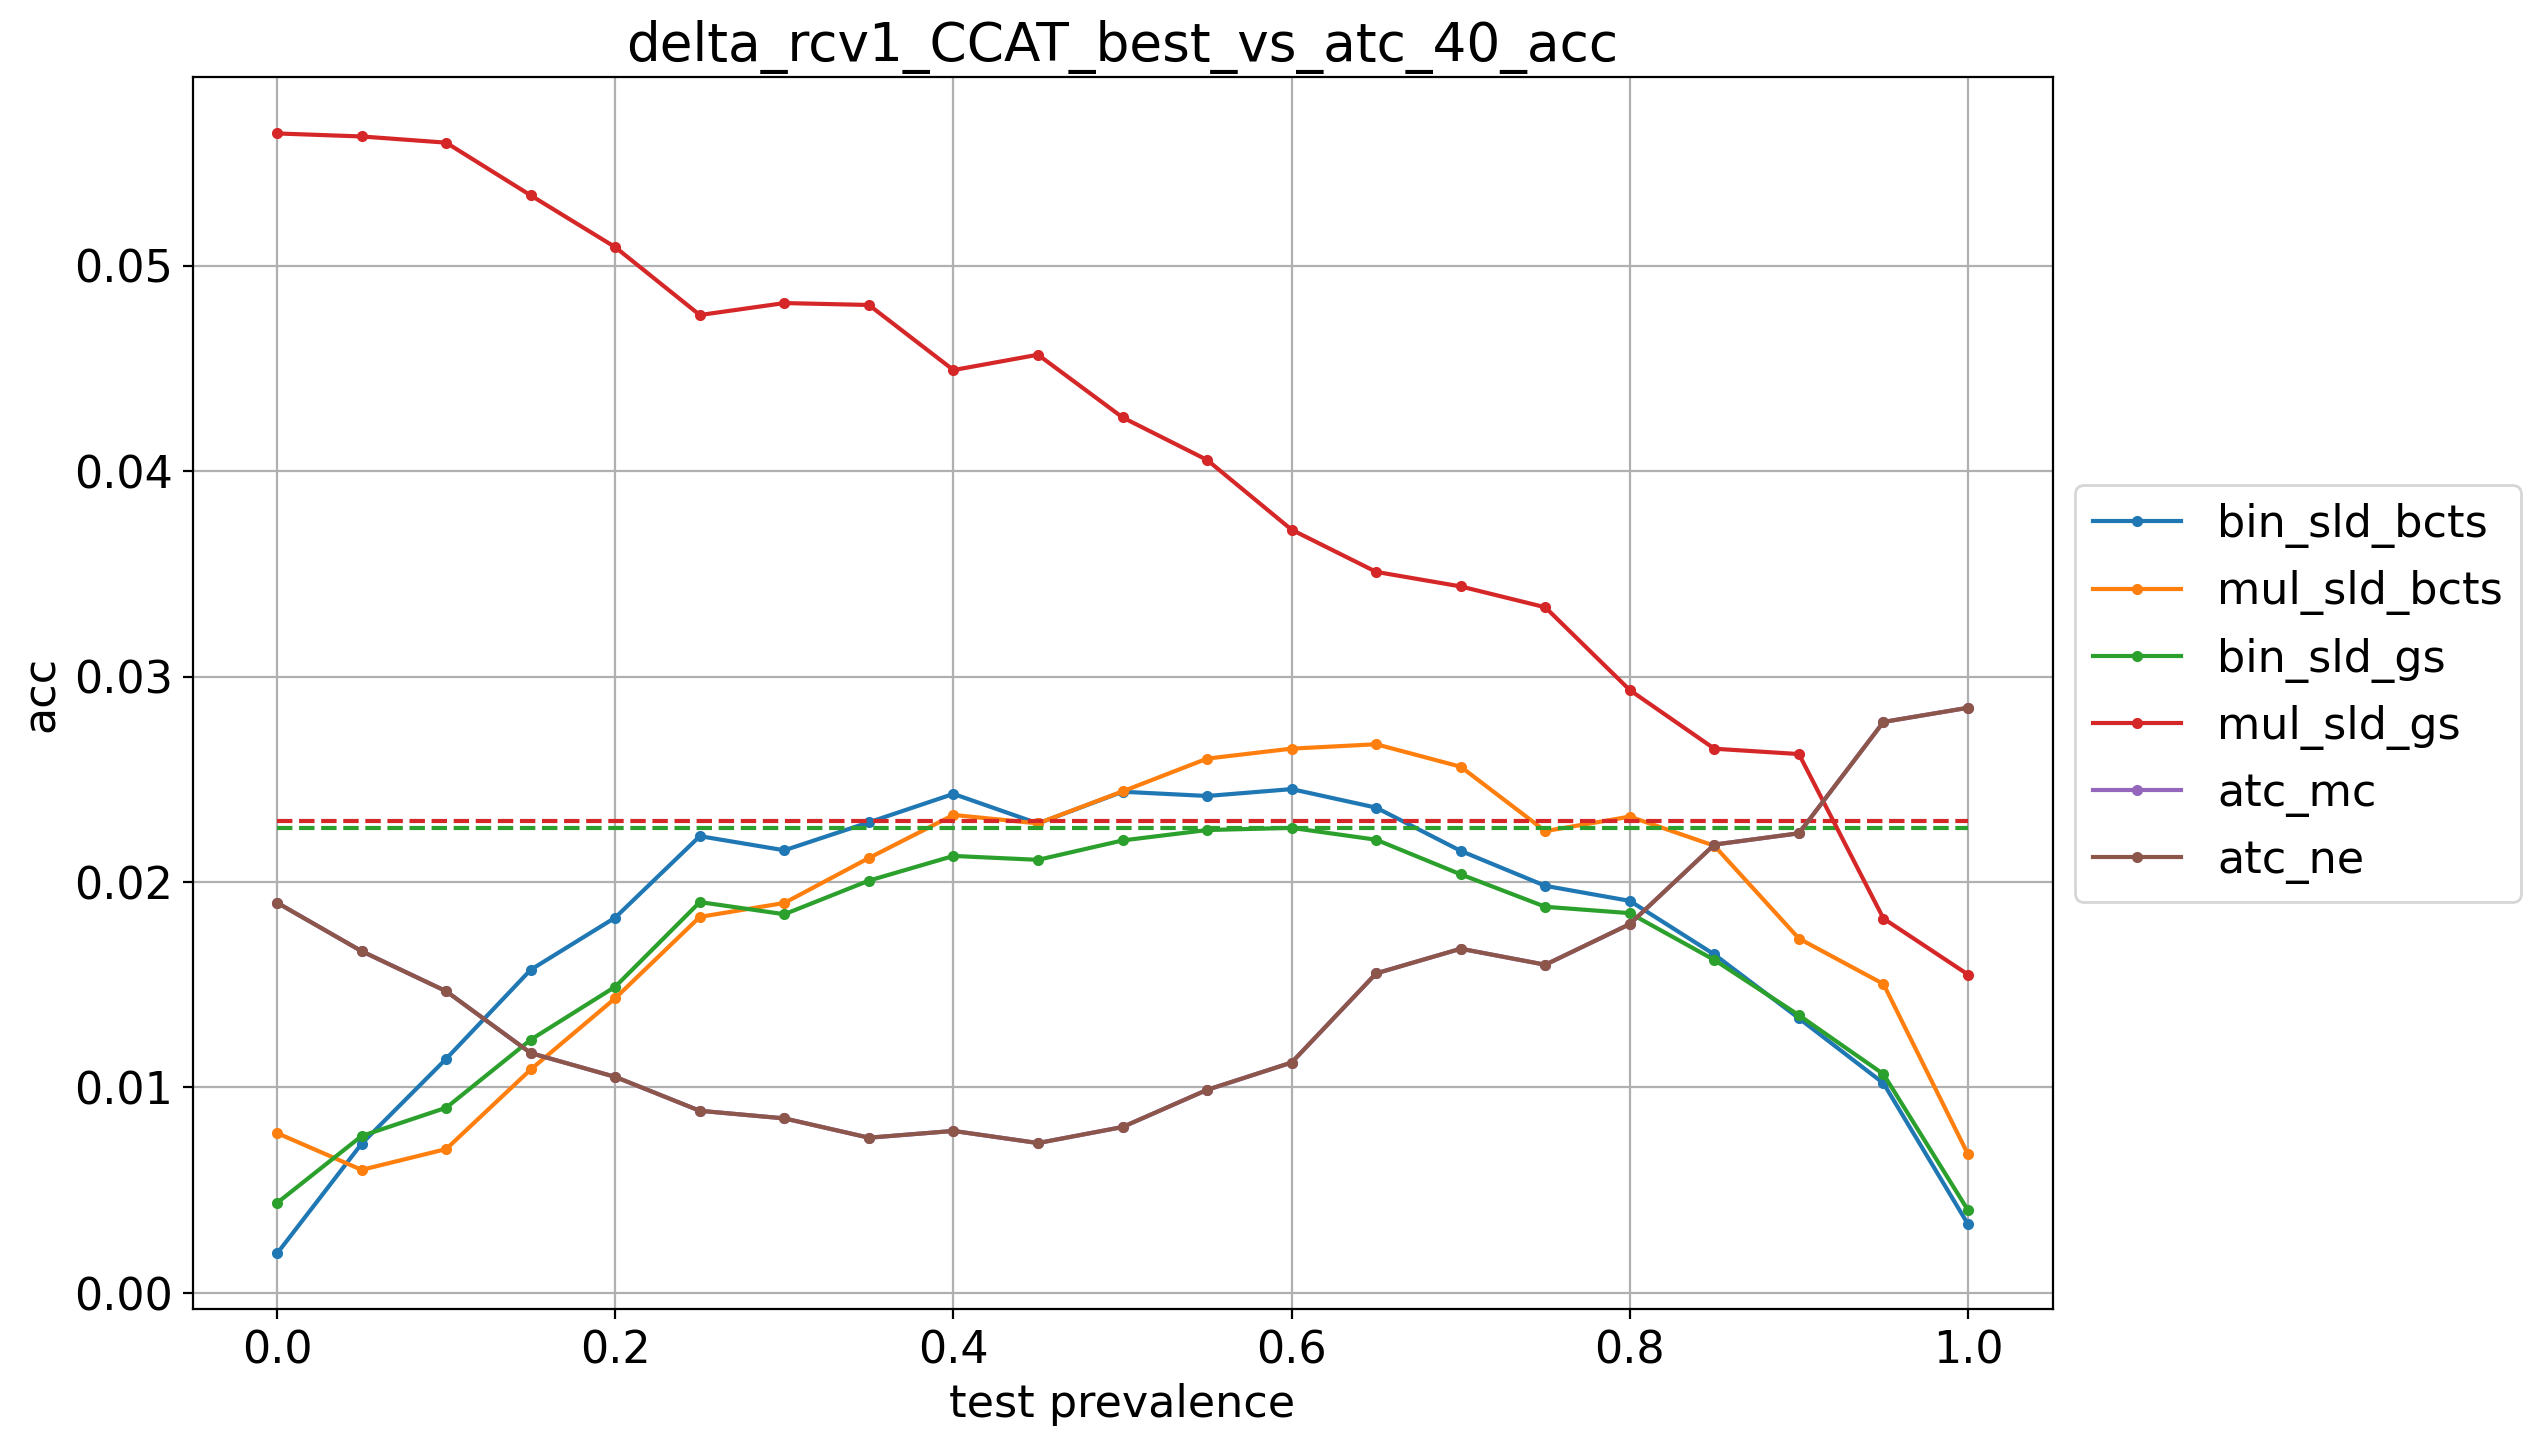 delta_rcv1_CCAT_best_vs_atc_40_acc
acc
0.05
0.04
0.03
0.02
0.01
0.00
0.0 0.2 0.4 0.6 0.8 1.0
test prevalence
bin_sld_bcts
mul_sld_bcts
bin_sld_gs
mul_sld_gs
atc_mc
atc_ne